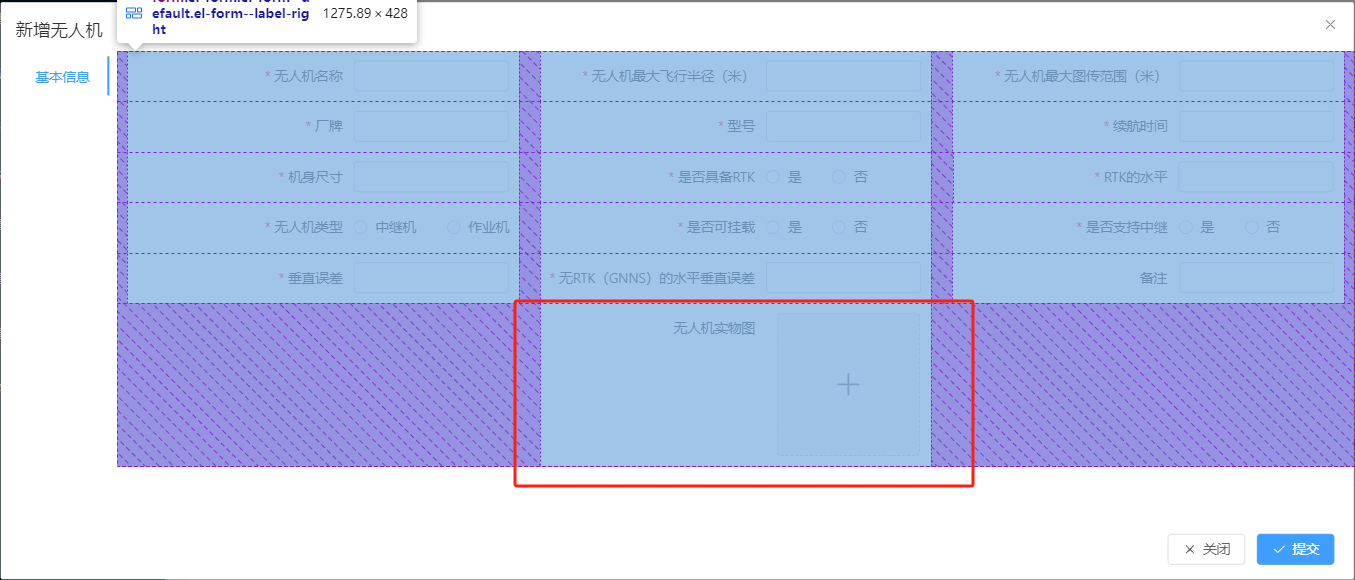 efault.el-form--label-rig 1275.89 × 428
ht
新增无人机
基本信息
* 无人机名称 * 无人机最大飞行半径（米） * 无人机最大图传范围（米）
* 厂牌 * 型号 * 续航时间
* 机身尺寸 * 是否具备RTK 是 否 * RTK的水平
* 无人机类型 中继机 作业机 * 是否可挂载 是 否 * 是否支持中继 是 否
* 垂直误差 * 无RTK（GNNS）的水平垂直误差 备注
无人机实物图
关闭 提交